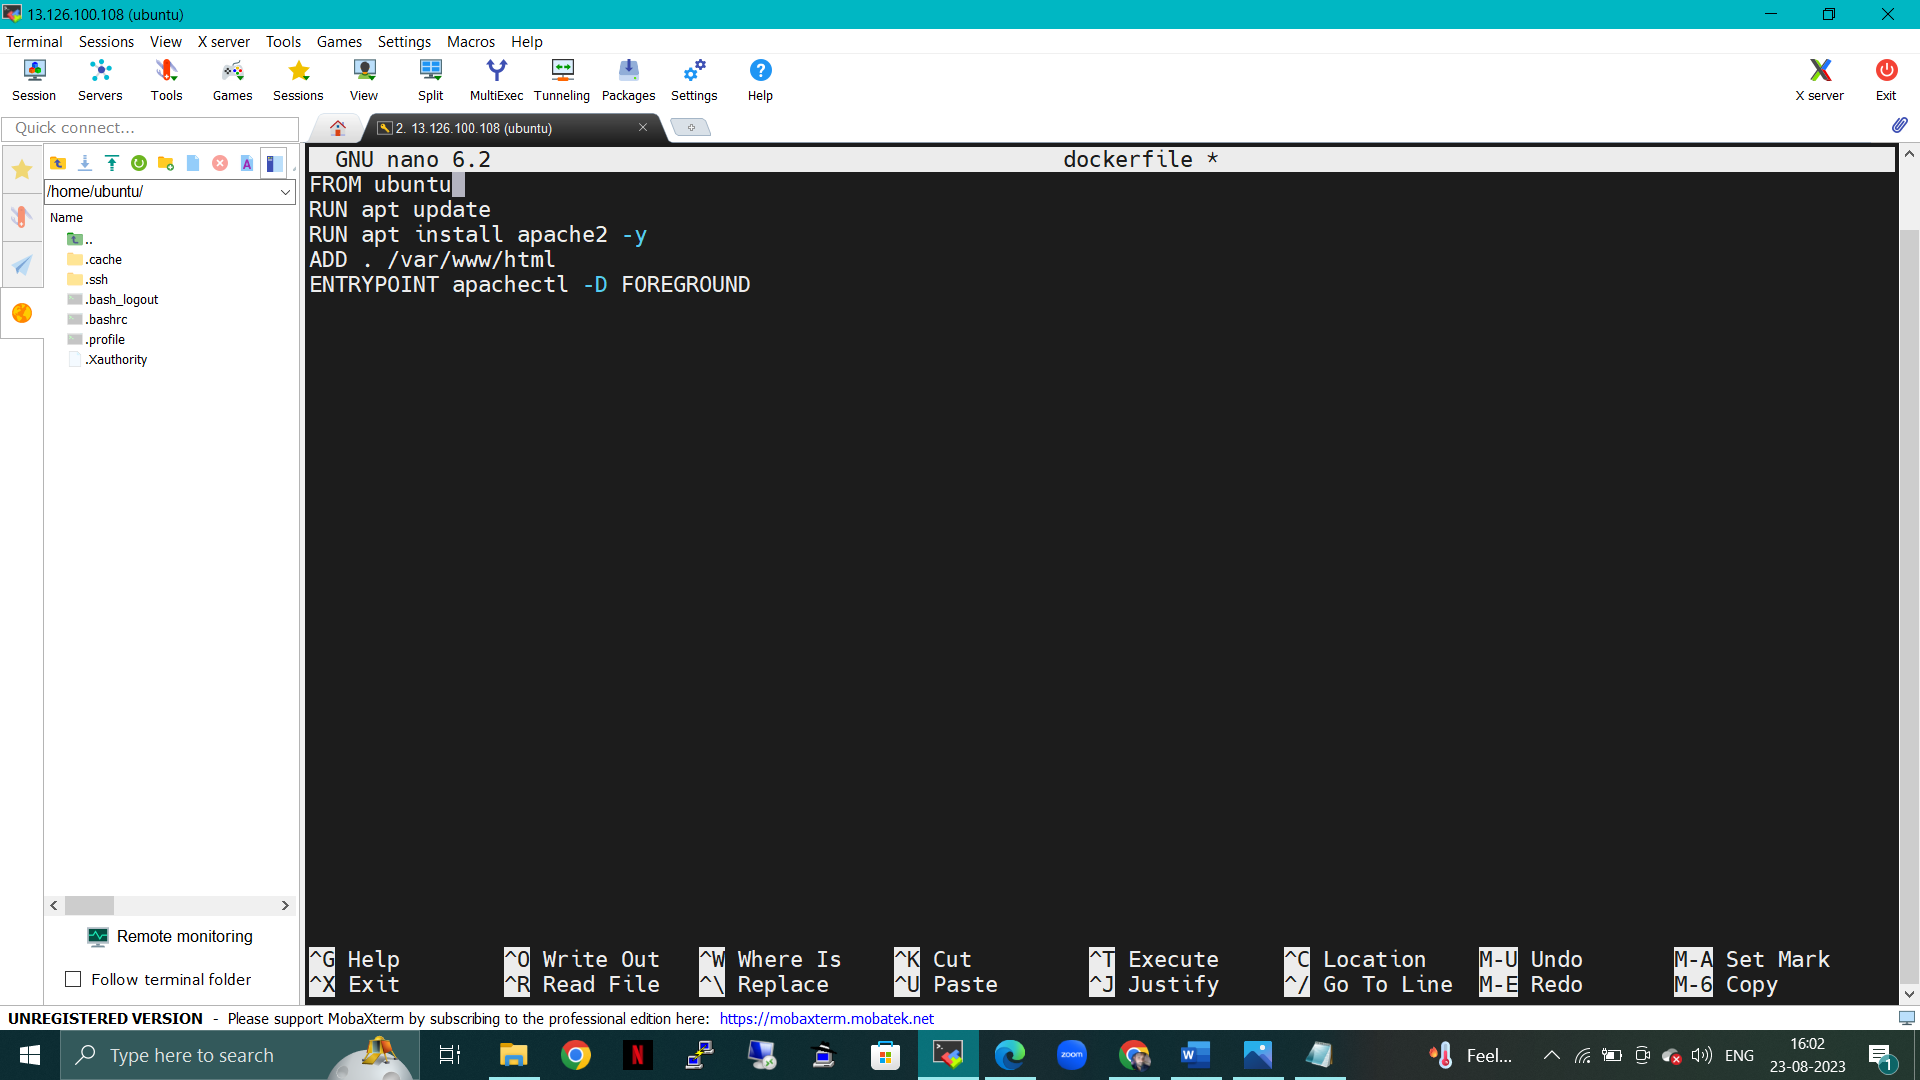 13.126.100.108 (ubuntu)
Terminal Sessions View X server Tools Games Settings Macros Help
Session Servers Tools Games Sessions View Split MultiExec Tunneling Packages Settings Help X server Exit
Quick connect...
2. 13.126.100.108 (ubuntu)
/home/ubuntu/
Name
..
.cache
.ssh
.bash_logout
.bashrc
.profile
.Xauthority
Remote monitoring
Follow terminal folder
GNU nano 6.2 dockerfile *
FROM ubuntu
RUN apt update
RUN apt install apache2 -y
ADD . /var/www/html
ENTRYPOINT apachectl -D FOREGROUND
^G Help ^O Write Out ^W Where Is ^K Cut ^T Execute ^C Location M-U Undo M-A Set Mark
^X Exit ^R Read File ^\ Replace ^U Paste ^J Justify ^/ Go To Line M-E Redo M-6 Copy
UNREGISTERED VERSION - Please support MobaXterm by subscribing to the professional edition here: https://mobaxterm.mobatek.net
Type here to search
zoom
Feel...
ENG
16:02
23-08-2023
1